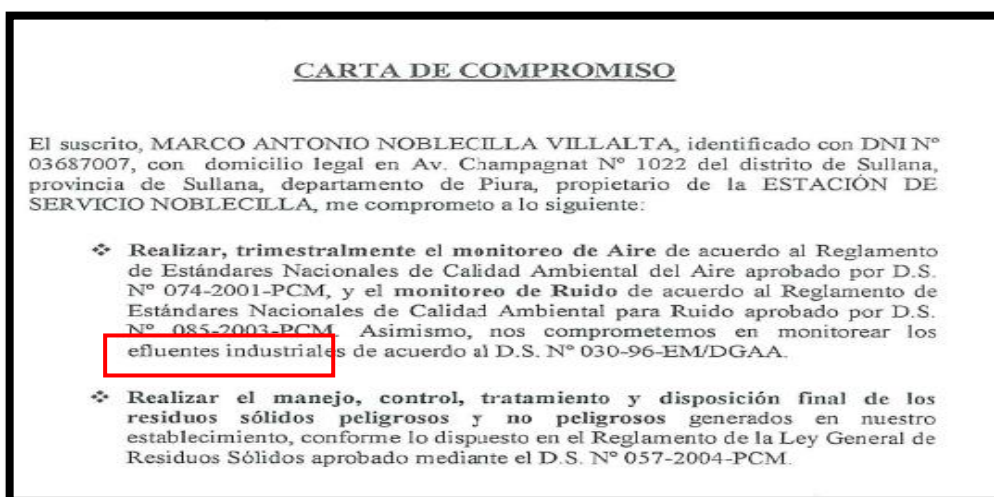 CARTA DE COMPROMISO
El suscrito, MARCO ANTONIO NOBLECILLA VILLALTA, identificado con DNI Nº
03687007, con domicilio legal en Av. Champagnat Nº 1022 del distrito de Sullana,
provincia de Sullana, departamento de Piura, propietario de la ESTACIÓN DE
SERVICIO NOBLECILLA, me comprometo a lo siguiente:
❖ Realizar, trimestralmente el monitoreo de Aire de acuerdo al Reglamento
de Estándares Nacionales de Calidad Ambiental del Aire aprobado por D.S.
Nº 074-2001-PCM, y el monitoreo de Ruido de acuerdo al Reglamento de
Estándares Nacionales de Calidad Ambiental para Ruido aprobado por D.S.
Nº 085-2003-PCM. Asimismo, nos comprometemos en monitorear los
efluentes industriales de acuerdo al D.S. Nº 030-96-EM/DGAA.
❖ Realizar el manejo, control, tratamiento y disposición final de los
residuos sólidos peligrosos y no peligrosos generados en nuestro
establecimiento, conforme lo dispuesto en el Reglamento de la Ley General de
Residuos Sólidos aprobado mediante el D.S. Nº 057-2004-PCM.